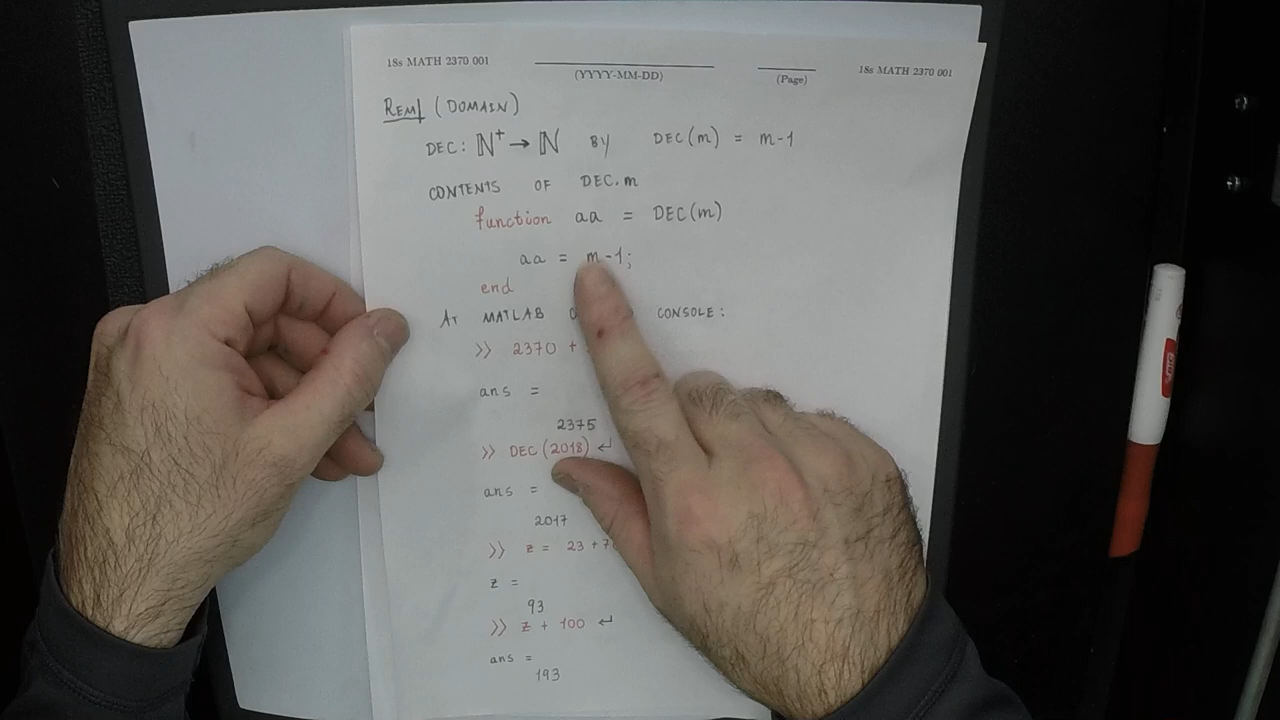 18s MATH 2370 001 (YYYY-MM-DD) (Page) 18s MATH 2370 001
REM (DOMAIN)
DEC: ℕ⁺ → ℕ BY DEC(m) = m-1
CONTENTS OF DEC.m
function aa = DEC(m)
aa = m-1;
end
AT MATLAB CONSOLE:
>> 2370 +
ans =
2375
>> DEC(2018) ↵
ans =
2017
>> z = 23 + 7
z =
93
>> z + 100 ↵
ans =
193
BIC